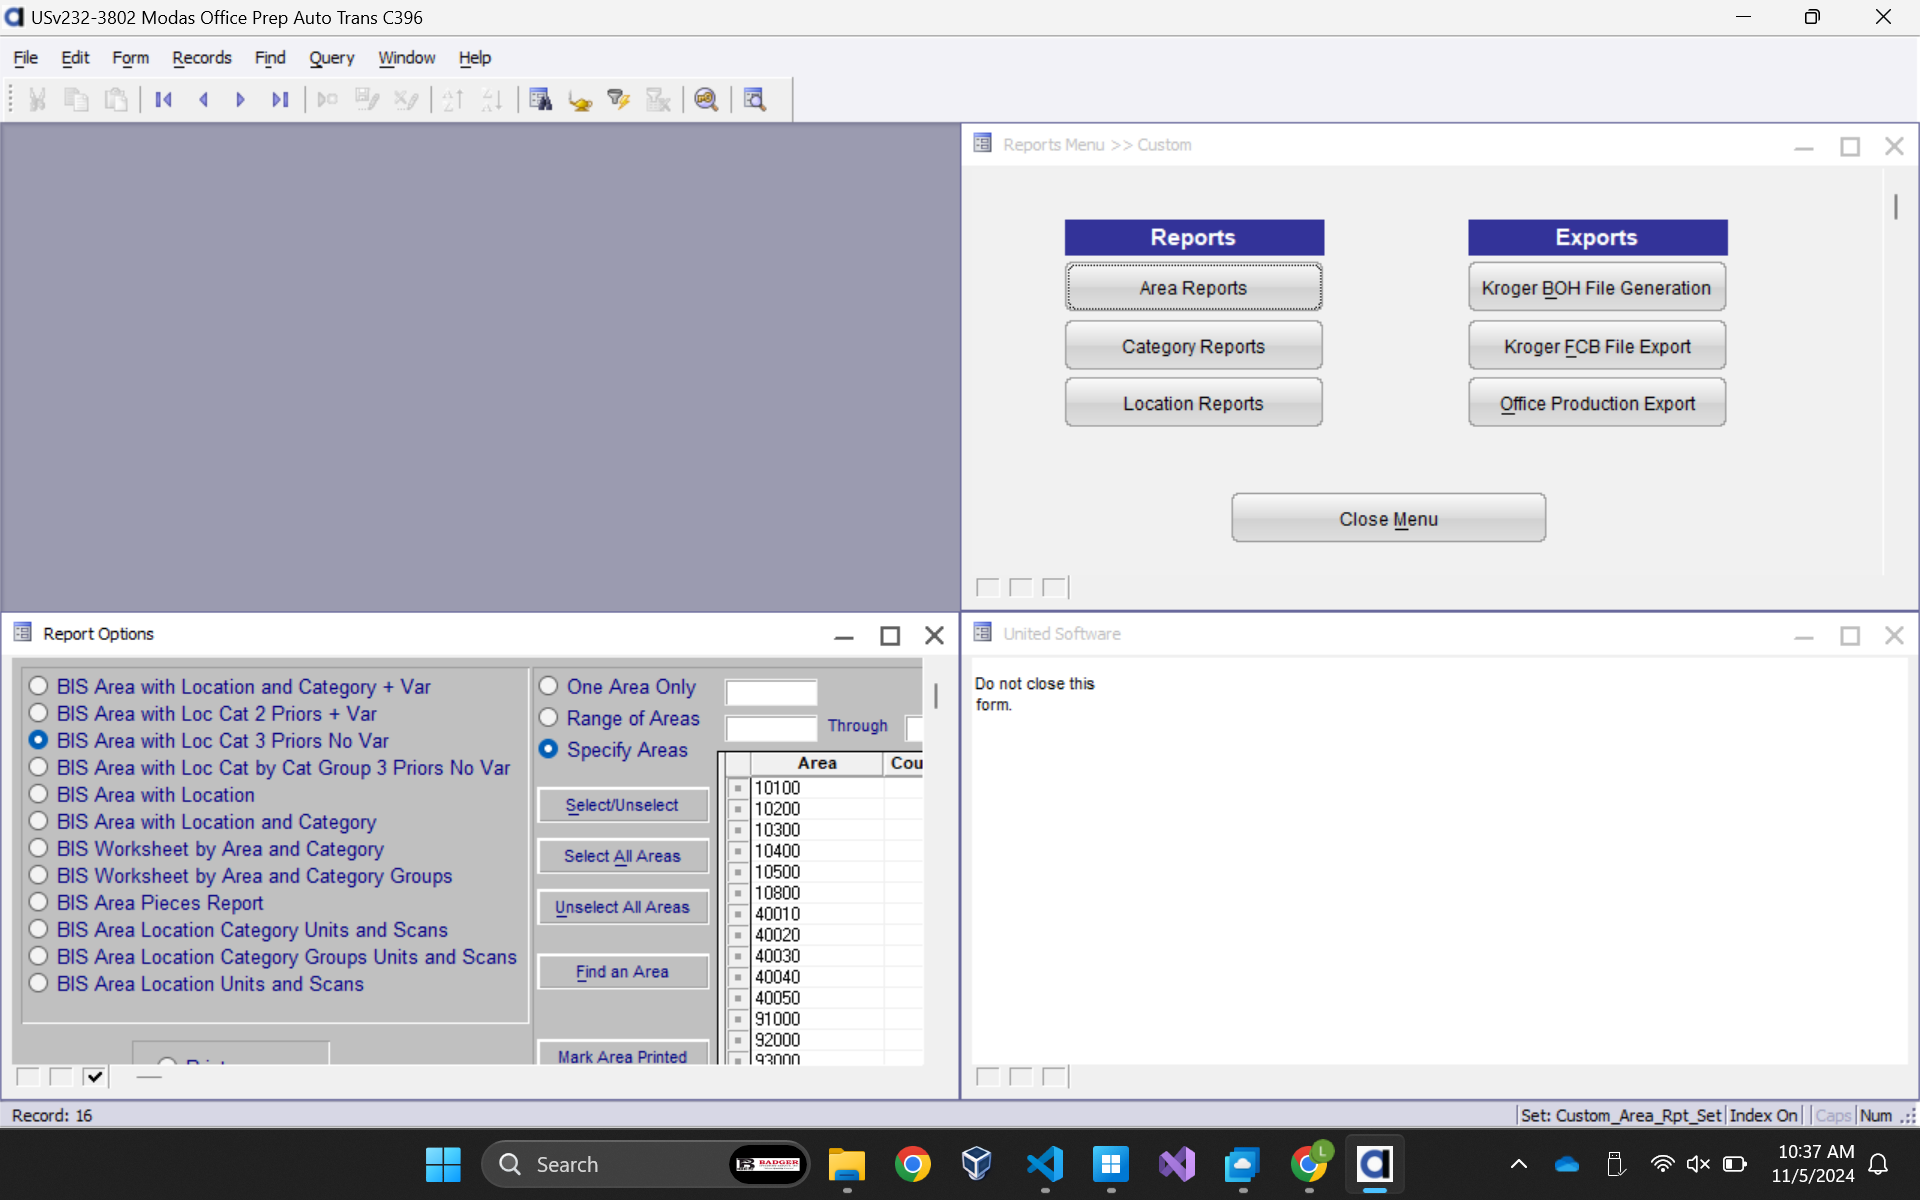 USv232-3802 Modas Office Prep Auto Trans C396
File Edit Form Records Find Query Window Help
Reports Menu >> Custom
Reports
Exports
Area Reports
Kroger BOH File Generation
Category Reports
Kroger FCB File Export
Location Reports
Office Production Export
Close Menu
Report Options
BIS Area with Location and Category + Var
BIS Area with Loc Cat 2 Priors + Var
BIS Area with Loc Cat 3 Priors No Var
BIS Area with Loc Cat by Cat Group 3 Priors No Var
BIS Area with Location
BIS Area with Location and Category
BIS Worksheet by Area and Category
BIS Worksheet by Area and Category Groups
BIS Area Pieces Report
BIS Area Location Category Units and Scans
BIS Area Location Category Groups Units and Scans
BIS Area Location Units and Scans
One Area Only
Range of Areas
Through
Specify Areas
Select/Unselect
Select All Areas
Unselect All Areas
Find an Area
Mark Area Printed
Area Cou
10100
10200
10300
10400
10500
10800
40010
40020
40030
40040
40050
91000
92000
93000
United Software
Do not close this
form.
Record: 16
Set: Custom_Area_Rpt_Set Index On Caps Num
Search
BADGER
L
10:37 AM
11/5/2024